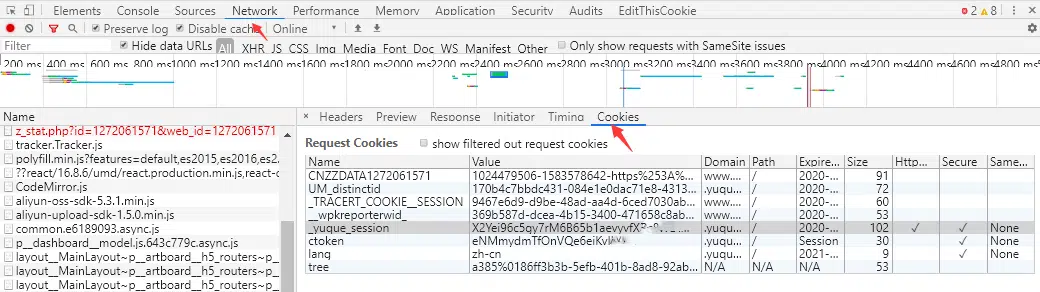 Elements Console Sources Network Performance Memory Application Security Audits EditThisCookie 2 8
Preserve log Disable cache Online
Filter Hide data URLs All XHR JS CSS Img Media Font Doc WS Manifest Other Only show requests with SameSite issues
200 ms 400 ms 600 ms 800 ms 1000 ms 1200 ms 1400 ms 1600 ms 1800 ms 2000 ms 2200 ms 2400 ms 2600 ms 2800 ms 3000 ms 3200 ms 3400 ms 3600 ms 3800 ms 4000 ms 4200 ms 4400 ms 4600 ms 4800 ms 5000
Name Headers Preview Response Initiator Timing Cookies
z_stat.php?id=1272061571&web_id=1272061571
tracker.Tracker.js
polyfill.min.js?features=default,es2015,es2016,es2...
??react/16.8.6/umd/react.production.min.js,react-d
CodeMirror.js
aliyun-oss-sdk-5.3.1.min.js
aliyun-upload-sdk-1.5.0.min.js
common.e6189093.async.js
p__dashboard__model.js.643c779c.async.js
layout__MainLayout~p__artboard__h5_routers~p...
layout__MainLayout~p__artboard__h5_routers~p...
layout__MainLayout~p__artboard__h5_routers~p...
Request Cookies show filtered out request cookies
Name Value Domain Path Expire... Size Http... Secure Same...
CNZZDATA1272061571 1024479506-1583578642-https%253A%... www.... / 2020-... 91
UM_distinctid 170b4c7bbdc431-084e1e0dac71e8-4313... .yuqu... / 2020-... 72
_TRACERT_COOKIE__SESSION 9467e6d9-d9be-48ad-aa4d-6ced7030ab... www.... / 2020-... 60
__wpkreporterwid_ 369b587d-dcea-4b15-3400-471658c8ab... www.... / 2020-... 53
_yuque_session .yuqu... / 2020-... 102 ✓ ✓ None
ctoken .yuqu... / Session 30 ✓ None
lang zh-cn .yuqu... / 2021-... 9 ✓ None
tree a385%0186ff3b3b-5efb-401b-8ad8-92ab... N/A N/A N/A 53